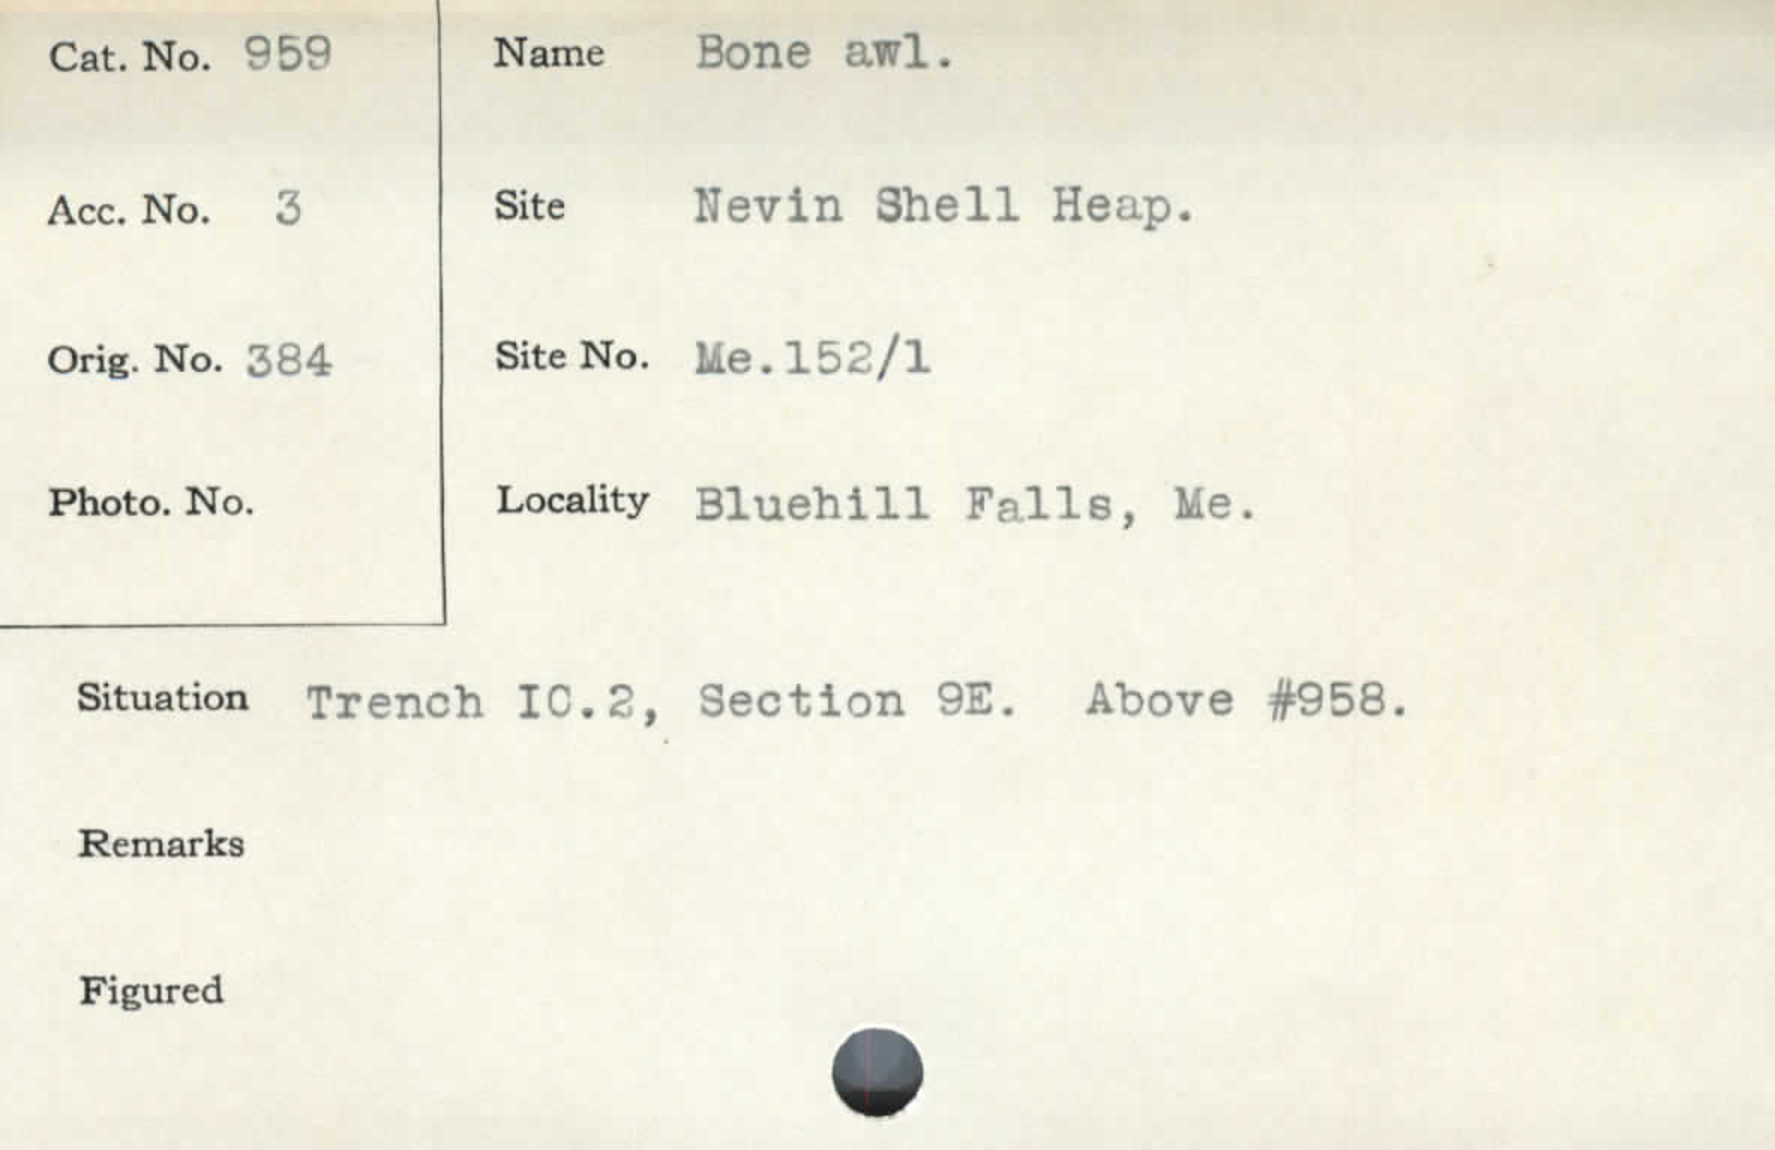 Cat. No. 959
Acc. No. 3
Orig. No. 384
Photo. No.
Name Bone awl.
Site Nevin Shell Heap.
Site No. Me.152/1
Locality Bluehill Falls, Me.
Situation Trench IC.2, Section 9E. Above #958.
Remarks
Figured